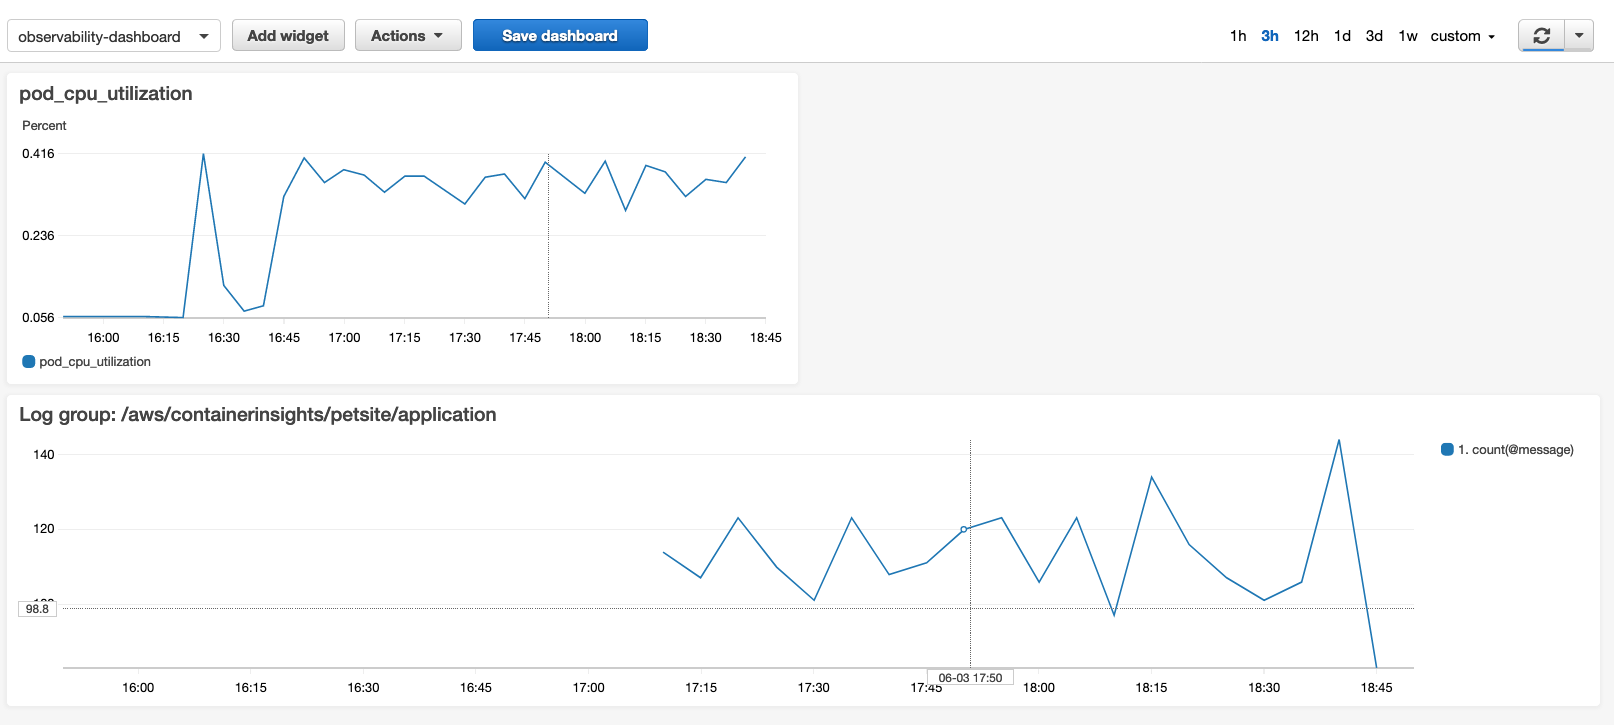 observability-dashboard Add widget Actions Save dashboard 1h 3h 12h 1d 3d 1w custom
pod_cpu_utilization
Percent
0.416
0.236
0.056
16:00 16:15 16:30 16:45 17:00 17:15 17:30 17:45 18:00 18:15 18:30 18:45
pod_cpu_utilization
Log group: /aws/containerinsights/petsite/application
1. count(@message)
140
120
98.8
06-03 17:50
16:00 16:15 16:30 16:45 17:00 17:15 17:30 17:45 18:00 18:15 18:30 18:45